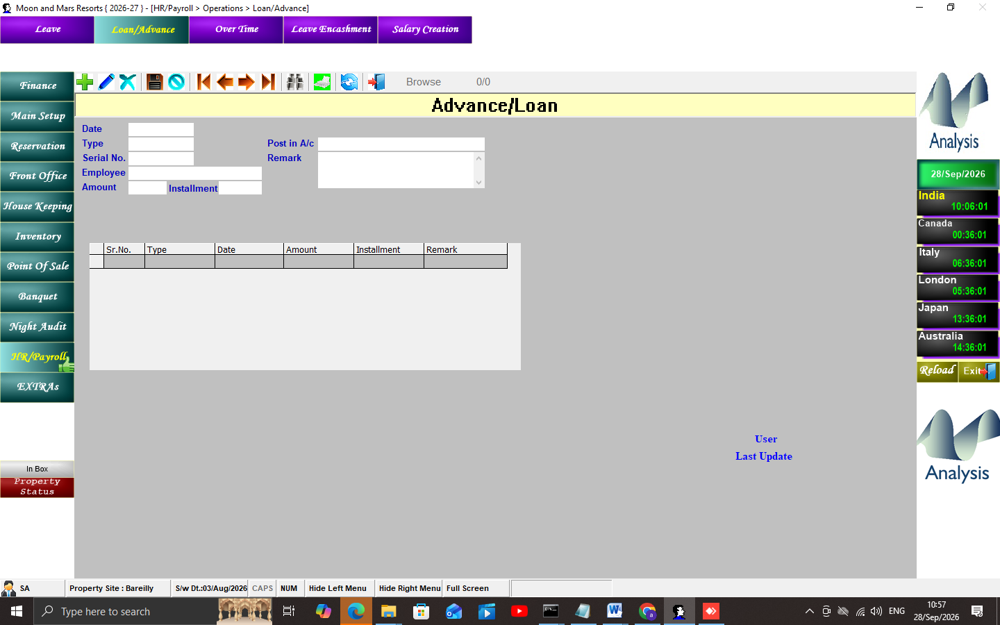 Moon and Mars Resorts { 2026-27 } - [HR/Payroll > Operations > Loan/Advance]
Leave
Loan/Advance
Over Time
Leave Encashment
Salary Creation
Finance
Main Setup
Reservation
Front Office
House Keeping
Inventory
Point Of Sale
Banquet
Night Audit
HR/Payroll
EXTRAs
In Box
Property
Status
Browse
0/0
Advance/Loan
Date
Type
Post in A/c
Serial No.
Remark
Employee
Amount
Installment
Sr.No. Type Date Amount Installment Remark
User
Last Update
Analysis
28/Sep/2026
India
10:06:01
Canada
00:36:01
Italy
06:36:01
London
05:36:01
Japan
13:36:01
Australia
14:36:01
Reload
Exit
Analysis
SA
Property Site : Bareilly
S/w Dt.:03/Aug/2026
CAPS
NUM
Hide Left Menu
Hide Right Menu
Full Screen
Type here to search
ENG
10:57
28/Sep/2026